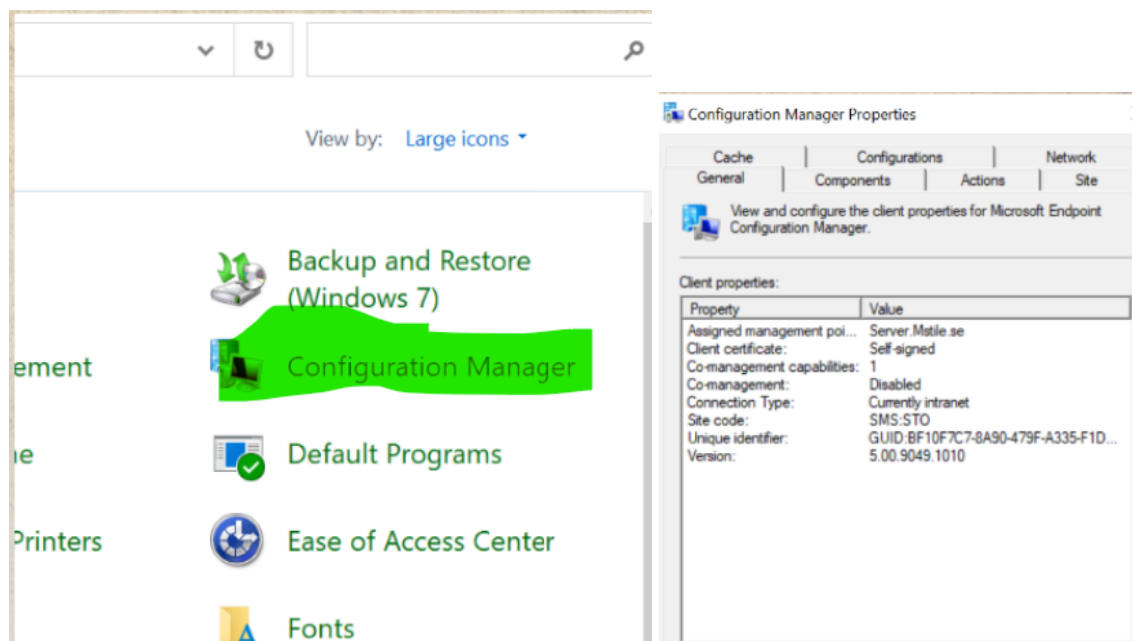 View by: Large icons
Backup and Restore
(Windows 7)
ement
Configuration Manager
ne
Default Programs
Printers
Ease of Access Center
Fonts
Configuration Manager Properties
Cache
Configurations
Network
General
Components
Actions
Site
View and configure the client properties for Microsoft Endpoint
Configuration Manager.
Client properties:
Property Value
Assigned management poi... Server.Mstile.se
Client certificate: Self-signed
Co-management capabilities: 1
Co-management: Disabled
Connection Type: Currently intranet
Site code: SMS:STO
Unique identifier: GUID:BF10F7C7-8A90-479F-A335-F1D...
Version: 5.00.9049.1010